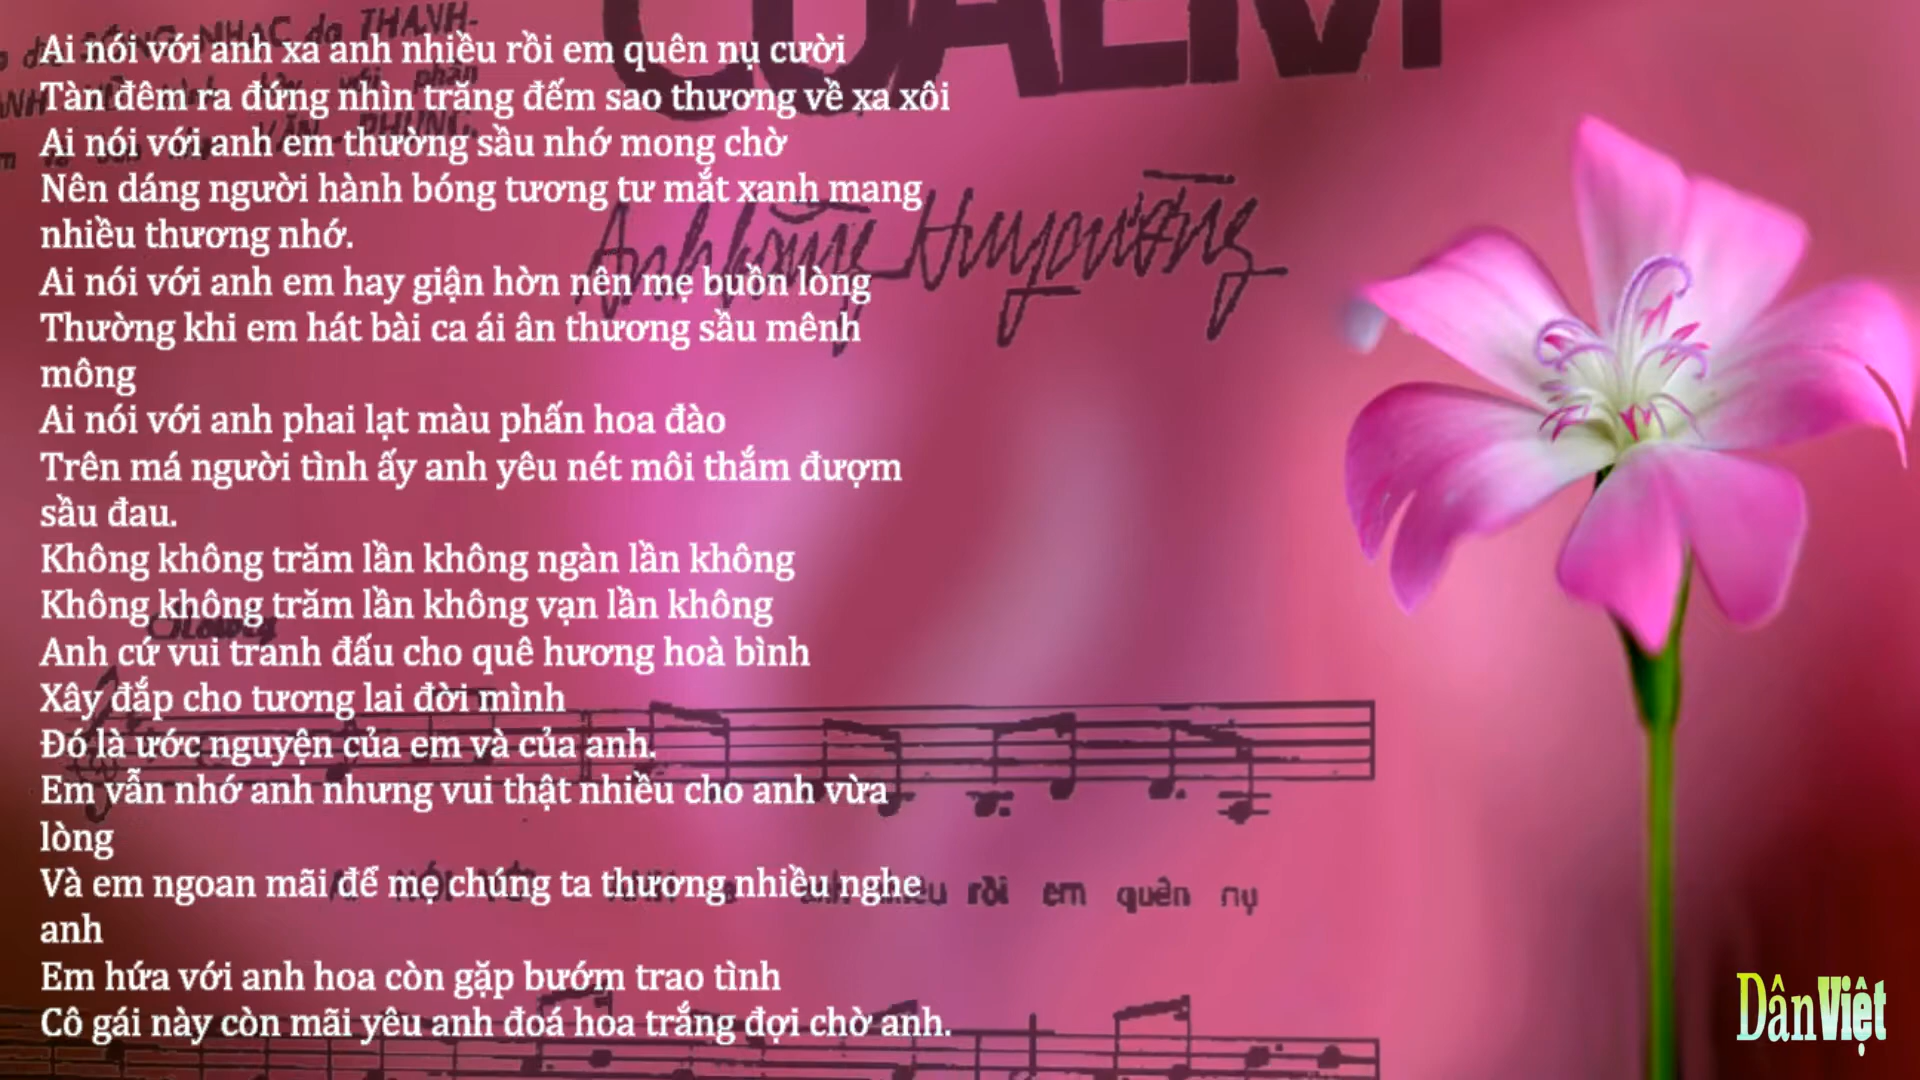 CỦA EM
Ai nói với anh xa anh nhiều rồi em quên nụ cười
Tàn đêm ra đứng nhìn trăng đếm sao thương về xa xôi
Ai nói với anh em thường sầu nhớ mong chờ
Nên dáng người hành bóng tương tư mắt xanh mang
nhiều thương nhớ.
Ai nói với anh em hay giận hờn nên mẹ buồn lòng
Thường khi em hát bài ca ái ân thương sầu mênh
mông
Ai nói với anh phai lạt màu phấn hoa đào
Trên má người tình ấy anh yêu nét môi thắm đượm
sầu đau.
Không không trăm lần không ngàn lần không
Không không trăm lần không vạn lần không
Anh cứ vui tranh đấu cho quê hương hoà bình
Xây đắp cho tương lai đời mình
Đó là ước nguyện của em và của anh.
Em vẫn nhớ anh nhưng vui thật nhiều cho anh vừa
lòng
Và em ngoan mãi để mẹ chúng ta thương nhiều nghe
anh
Em hứa với anh hoa còn gặp bướm trao tình
Cô gái này còn mãi yêu anh đoá hoa trắng đợi chờ anh.
rồi em quên nụ
DânViệt